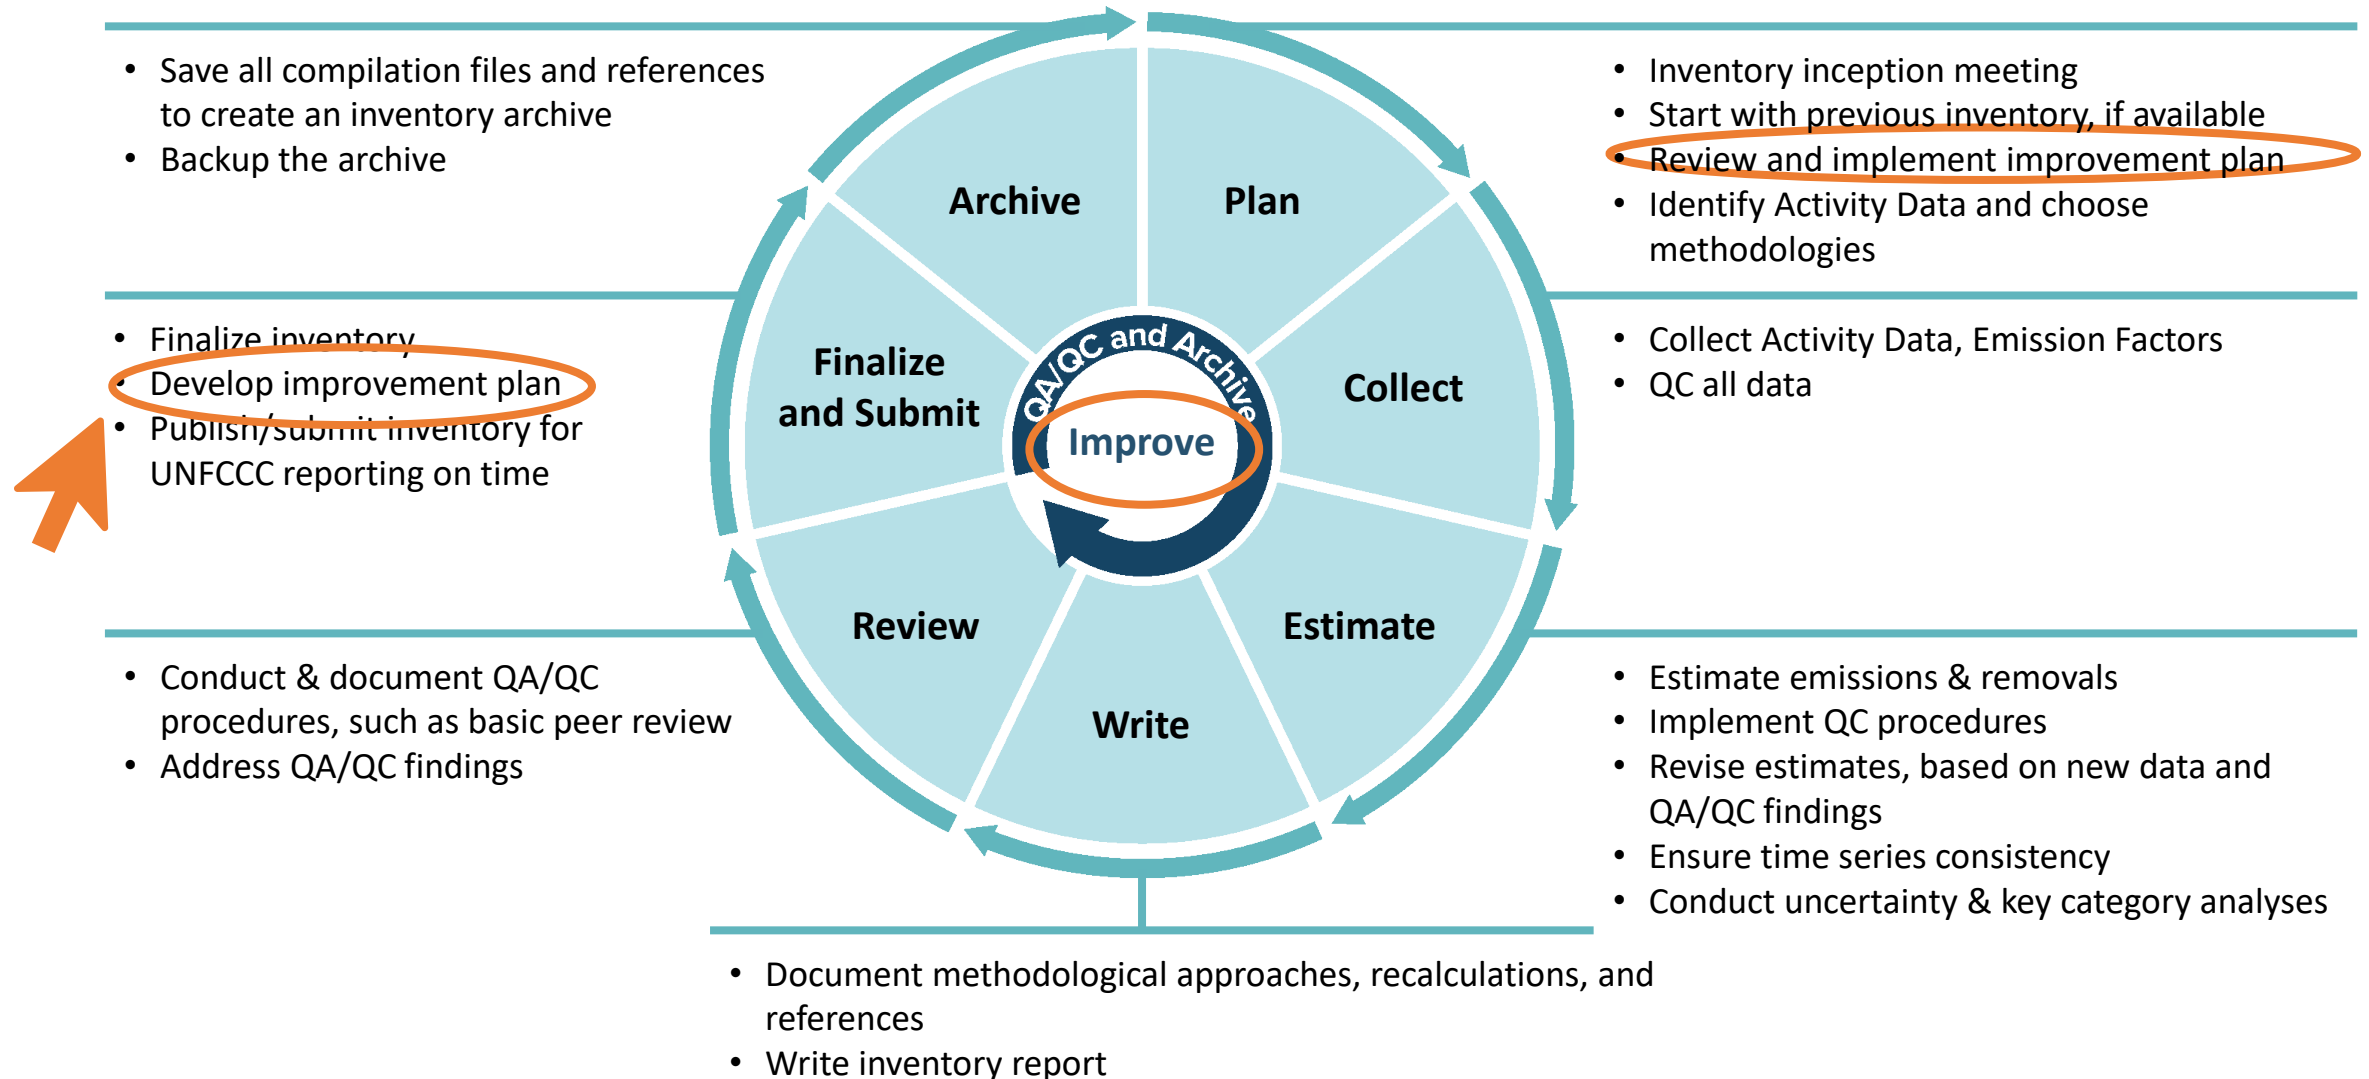 • Save all compilation files and references
to create an inventory archive
• Backup the archive
• Inventory inception meeting
• Start with previous inventory, if available
• Review and implement improvement plan
• Identify Activity Data and choose
methodologies
Archive
Plan
• Finalize inventory
• Develop improvement plan
• Publish/submit inventory for
UNFCCC reporting on time
Finalize
and Submit
QA/QC and Archive
Improve
Collect
• Collect Activity Data, Emission Factors
• QC all data
Review
Write
Estimate
• Conduct & document QA/QC
procedures, such as basic peer review
• Address QA/QC findings
• Estimate emissions & removals
• Implement QC procedures
• Revise estimates, based on new data and
QA/QC findings
• Ensure time series consistency
• Conduct uncertainty & key category analyses
• Document methodological approaches, recalculations, and
references
• Write inventory report